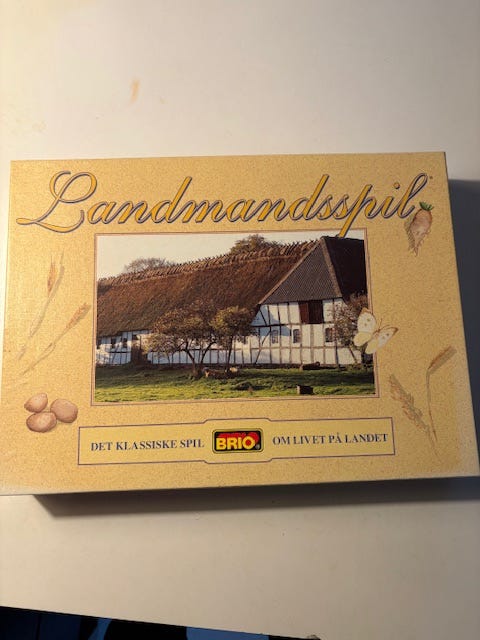 Landmandsspil
DET KLASSISKE SPIL BRIO® OM LIVET PÅ LANDET